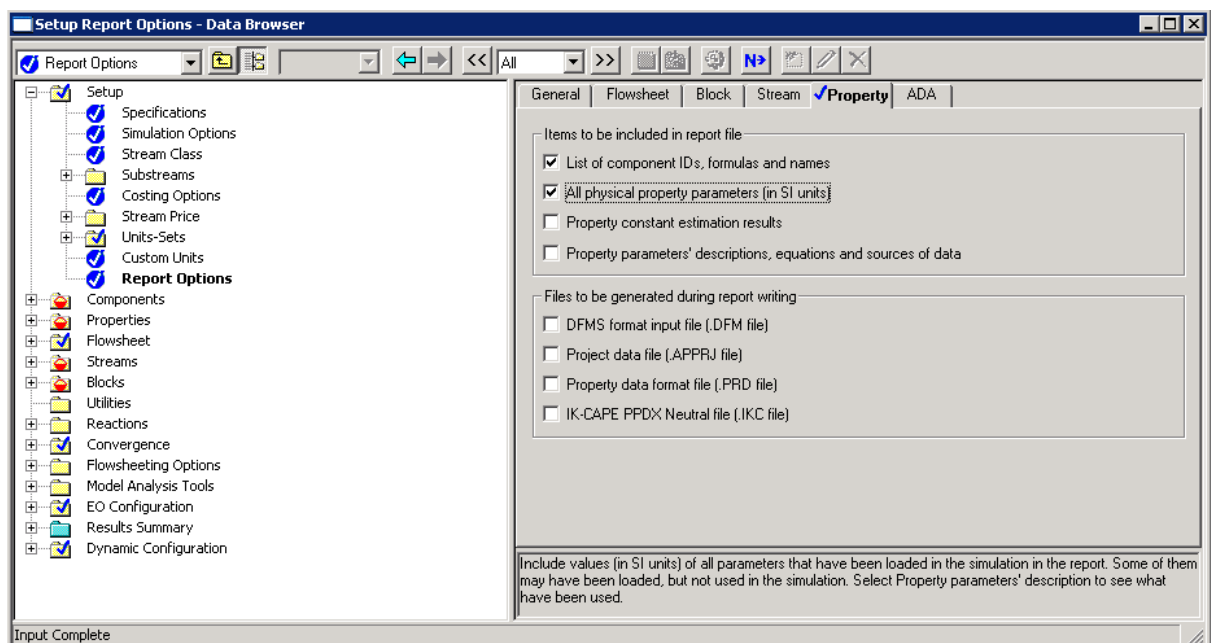 Setup Report Options - Data Browser
Report Options
<<
All
>>
N>
Setup
Specifications
Simulation Options
Stream Class
Substreams
Costing Options
Stream Price
Units-Sets
Custom Units
Report Options
Components
Properties
Flowsheet
Streams
Blocks
Utilities
Reactions
Convergence
Flowsheeting Options
Model Analysis Tools
EO Configuration
Results Summary
Dynamic Configuration
General Flowsheet Block Stream Property ADA
Items to be included in report file
List of component IDs, formulas and names
All physical property parameters (in SI units)
Property constant estimation results
Property parameters' descriptions, equations and sources of data
Files to be generated during report writing
DFMS format input file (.DFM file)
Project data file (.APPRJ file)
Property data format file (.PRD file)
IK-CAPE PPDX Neutral file (.IKC file)
Include values (in SI units) of all parameters that have been loaded in the simulation in the report. Some of them
may have been loaded, but not used in the simulation. Select Property parameters' description to see what
have been used.
Input Complete